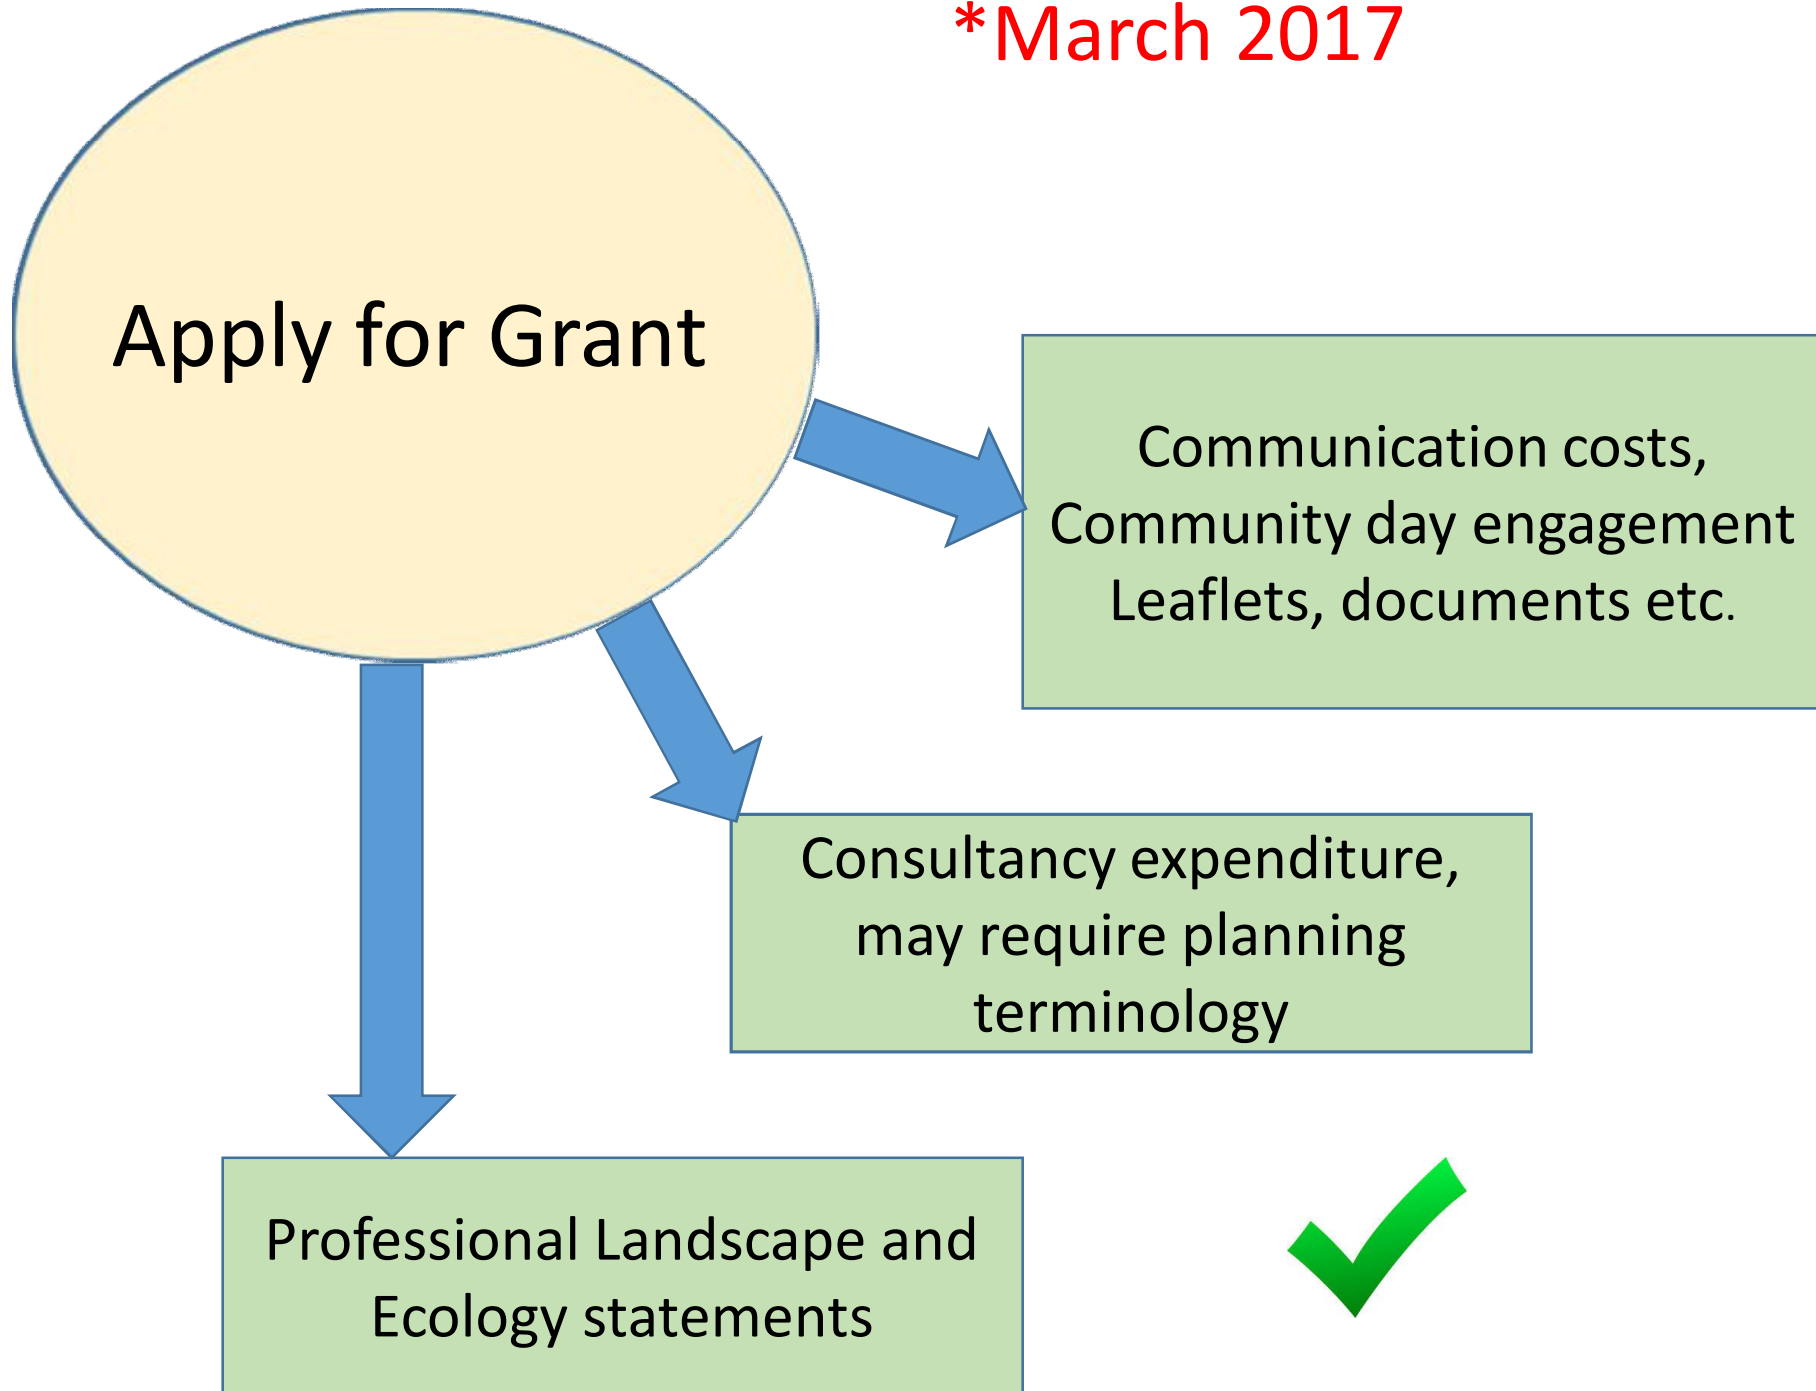 *March 2017
Apply for Grant
Communication costs,
Community day engagement
Leaflets, documents etc.
Consultancy expenditure,
may require planning
terminology
Professional Landscape and
Ecology statements